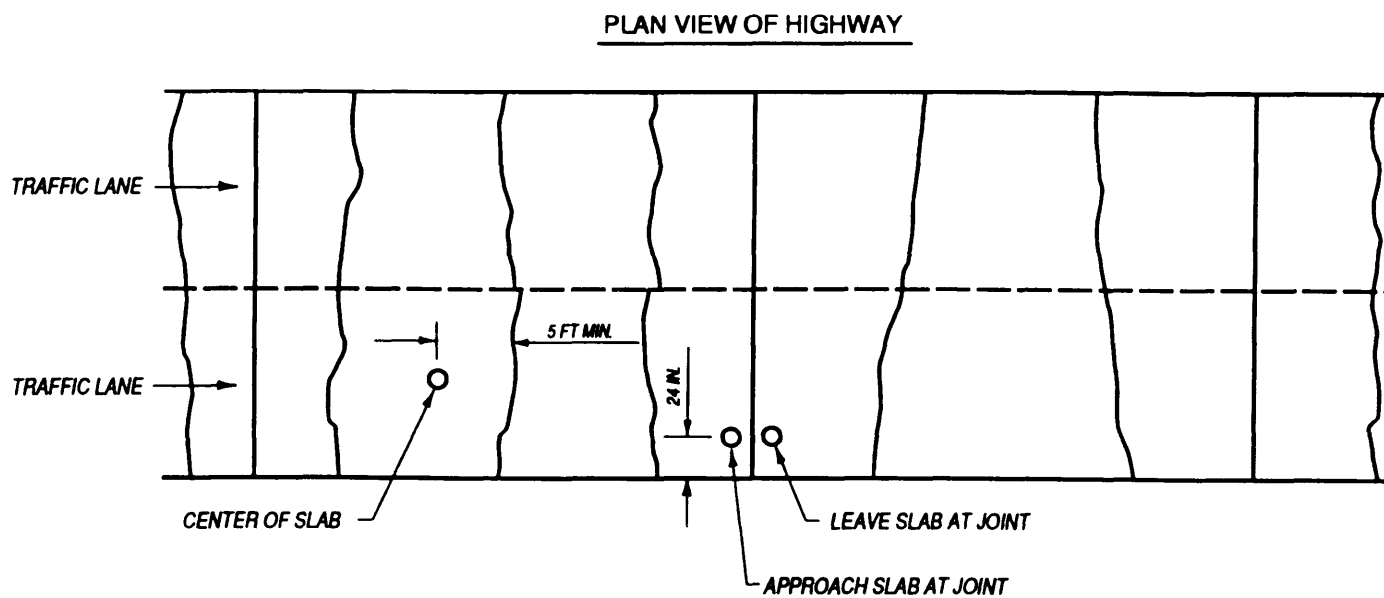 PLAN VIEW OF HIGHWAY
TRAFFIC LANE
5 FT MIN.
TRAFFIC LANE
24 IN.
CENTER OF SLAB
LEAVE SLAB AT JOINT
APPROACH SLAB AT JOINT